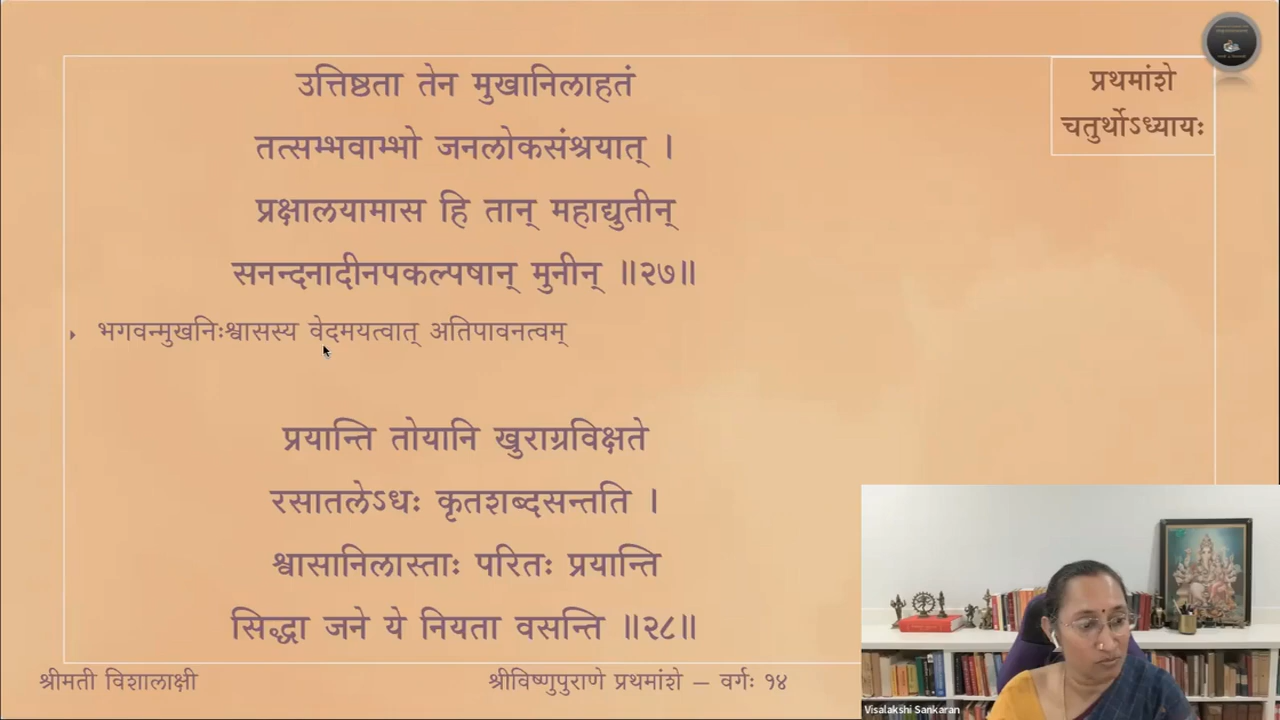 उत्तिष्ठता तेन मुखानिलाहतं
तत्सम्भवाम्भो जनलोकसंश्रयात् ।
प्रक्षालयामास हि तान् महाद्युतीन्
सनन्दनादीनपकल्पषान् मुनीन् ॥२७॥
भगवन्मुखनिःश्वासस्य वेदमयत्वात् अतिपावनत्वम्
प्रयान्ति तोयानि खुराग्रविक्षते
रसातलेऽधः कृतशब्दसन्तति ।
श्वासानिलास्ताः परितः प्रयान्ति
सिद्धा जने ये नियता वसन्ति ॥२८॥
प्रथमांशे
चतुर्थोऽध्यायः
श्रीमती विशालाक्षी
श्रीविष्णुपुराणे प्रथमांशे – वर्गः १४
Visalakshi Sankaran